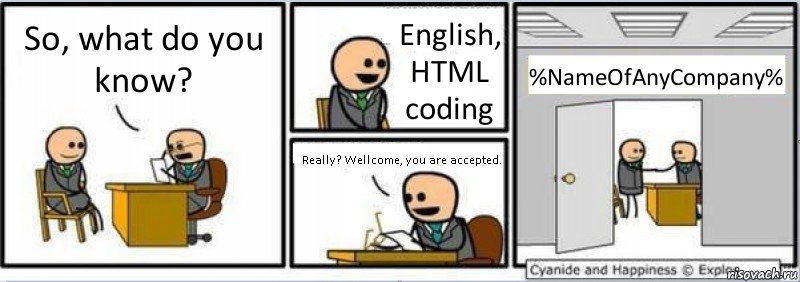 So, what do you
know?
English,
HTML
coding
Really? Wellcome, you are accepted.
%NameOfAnyCompany%
Cyanide and Happiness © Explos
risovach.ru